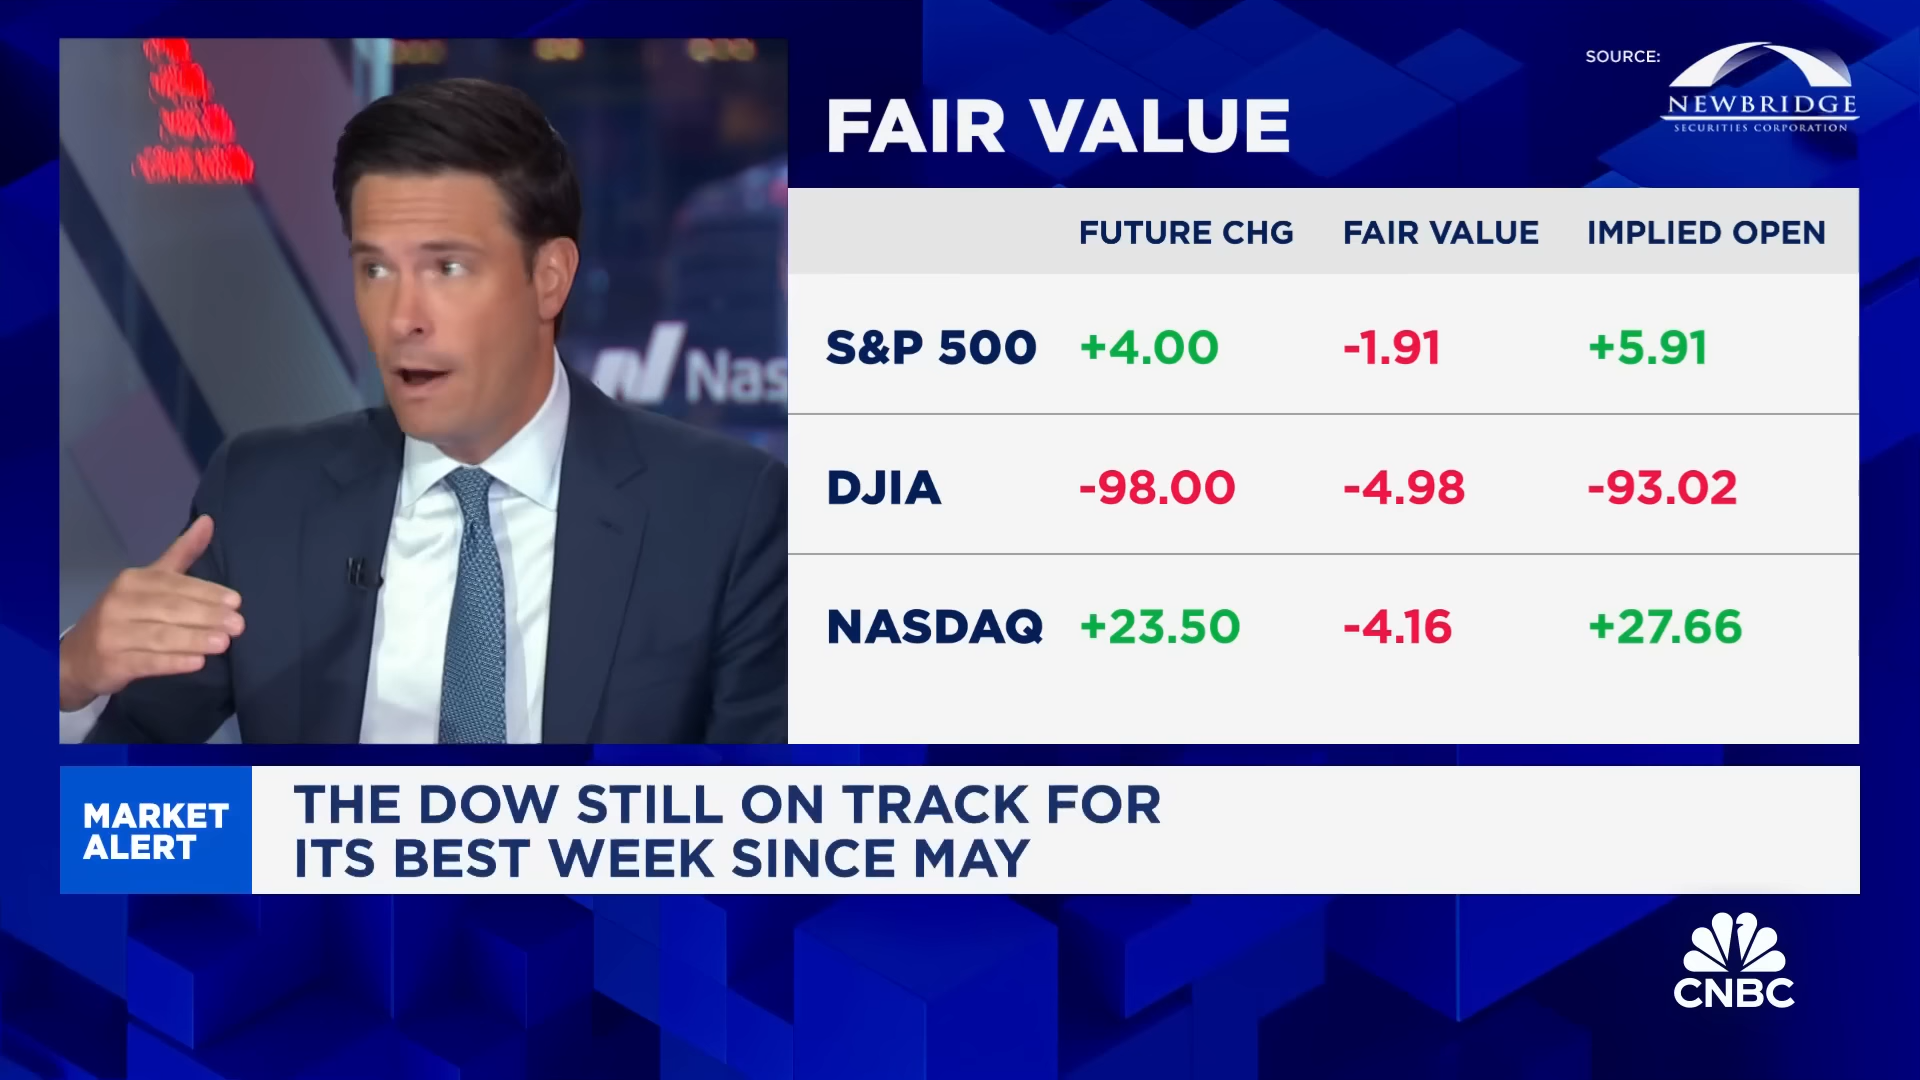 SOURCE:
NEWBRIDGE
SECURITIES CORPORATION
FAIR VALUE
FUTURE CHG FAIR VALUE IMPLIED OPEN
S&P 500 +4.00 -1.91 +5.91
DJIA -98.00 -4.98 -93.02
NASDAQ +23.50 -4.16 +27.66
Nas
MARKET
ALERT
THE DOW STILL ON TRACK FOR
ITS BEST WEEK SINCE MAY
CNBC